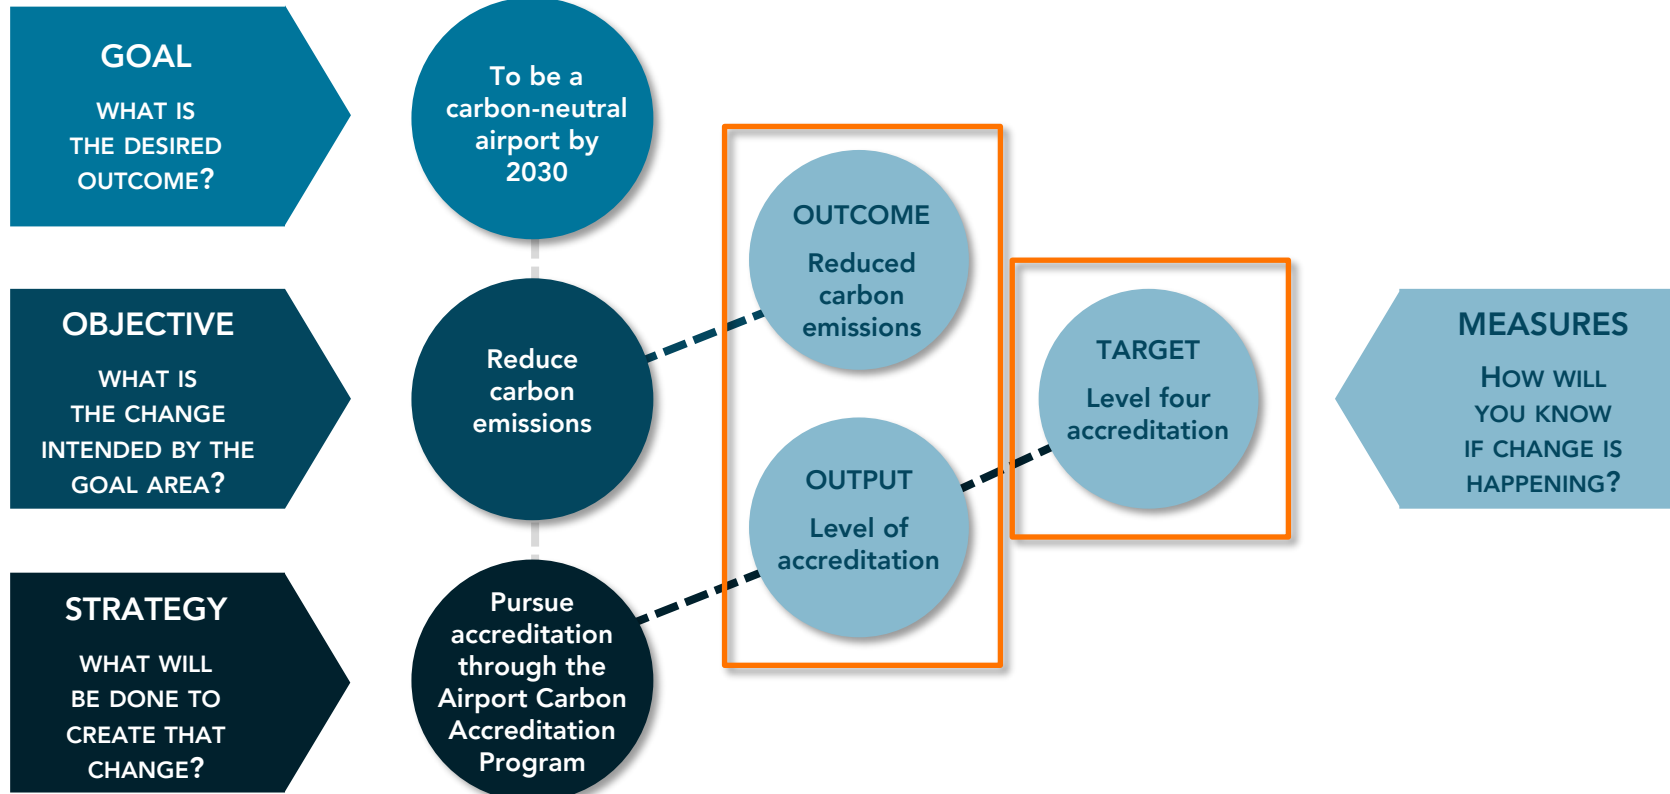 GOAL
WHAT IS
THE DESIRED
OUTCOME?
To be a
carbon-neutral
airport by
2030
OBJECTIVE
WHAT IS
THE CHANGE
INTENDED BY THE
GOAL AREA?
Reduce
carbon
emissions
OUTCOME
Reduced
carbon
emissions
TARGET
Level four
accreditation
MEASURES
HOW WILL
YOU KNOW
IF CHANGE IS
HAPPENING?
STRATEGY
WHAT WILL
BE DONE TO
CREATE THAT
CHANGE?
Pursue
accreditation
through the
Airport Carbon
Accreditation
Program
OUTPUT
Level of
accreditation